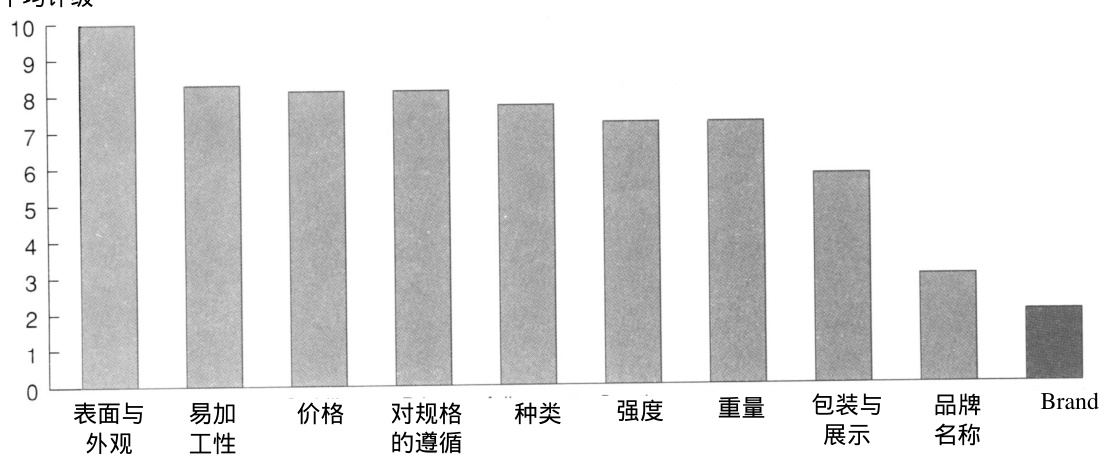 10
9
8
7
6
5
4
3
2
1
0
表面与
外观
易加
工性
价格
对规格
的遵循
种类
强度
重量
包装与
展示
品牌
名称
Brand